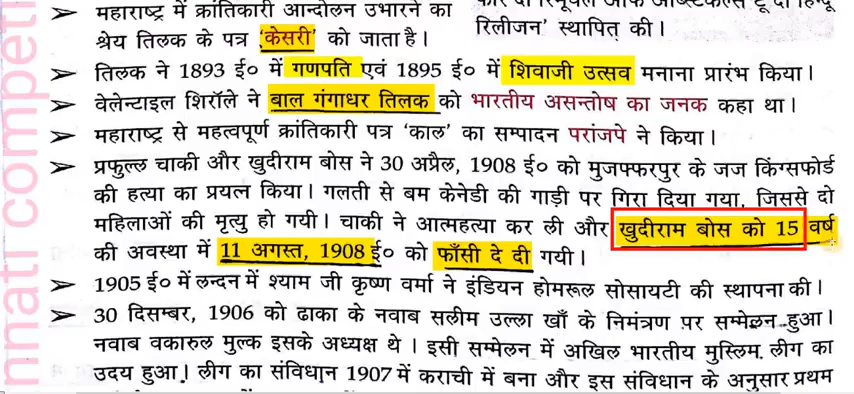 महाराष्ट्र में क्रांतिकारी आन्दोलन उभारने का
श्रेय तिलक के पत्र 'केसरी' को जाता है।
रिलीजन' स्थापित् की।
तिलक ने 1893 ई० में गणपति एवं 1895 ई० में शिवाजी उत्सव मनाना प्रारंभ किया।
वेलेन्टाइल शिरॉले ने बाल गंगाधर तिलक को भारतीय असन्तोष का जनक कहा था।
महाराष्ट्र से महत्वपूर्ण क्रांतिकारी पत्र 'काल' का सम्पादन परांजपे ने किया।
प्रफुल्ल चाकी और खुदीराम बोस ने 30 अप्रैल, 1908 ई० को मुजफ्फरपुर के जज किंग्सफोर्ड
की हत्या का प्रयत्न किया। गलती से बम केनेडी की गाड़ी पर गिरा दिया गया, जिससे दो
महिलाओं की मृत्यु हो गयी। चाकी ने आत्महत्या कर ली और खुदीराम बोस को 15 वर्ष
की अवस्था में 11 अगस्त, 1908 ई० को फाँसी दे दी गयी।
1905 ई० में लन्दन में श्याम जी कृष्ण वर्मा ने इंडियन होमरूल सोसायटी की स्थापना की।
30 दिसम्बर, 1906 को ढाका के नवाब सलीम उल्ला खाँ के निमंत्रण पर सम्मेलन हुआ।
नवाब वकारुल मुल्क इसके अध्यक्ष थे। इसी सम्मेलन में अखिल भारतीय मुस्लिम. लीग का
उदय हुआ। लीग का संविधान 1907 में कराची में बना और इस संविधान के अनुसार प्रथम
nnati competi